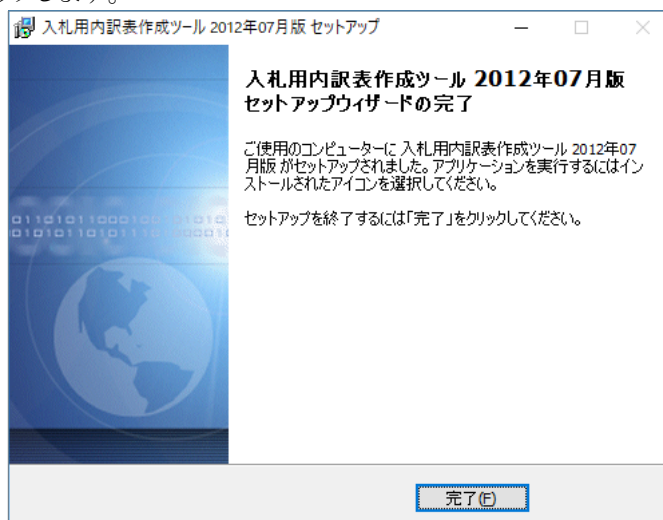 します。
入札用内訳表作成ツール 2012年07月版 セットアップ
入札用内訳表作成ツール 2012年07月版
セットアップウィザードの完了
ご使用のコンピューターに 入札用内訳表作成ツール 2012年07
月版 がセットアップされました。アプリケーションを実行するにはイン
ストールされたアイコンを選択してください。
セットアップを終了するには「完了」をクリックしてください。
完了(F)